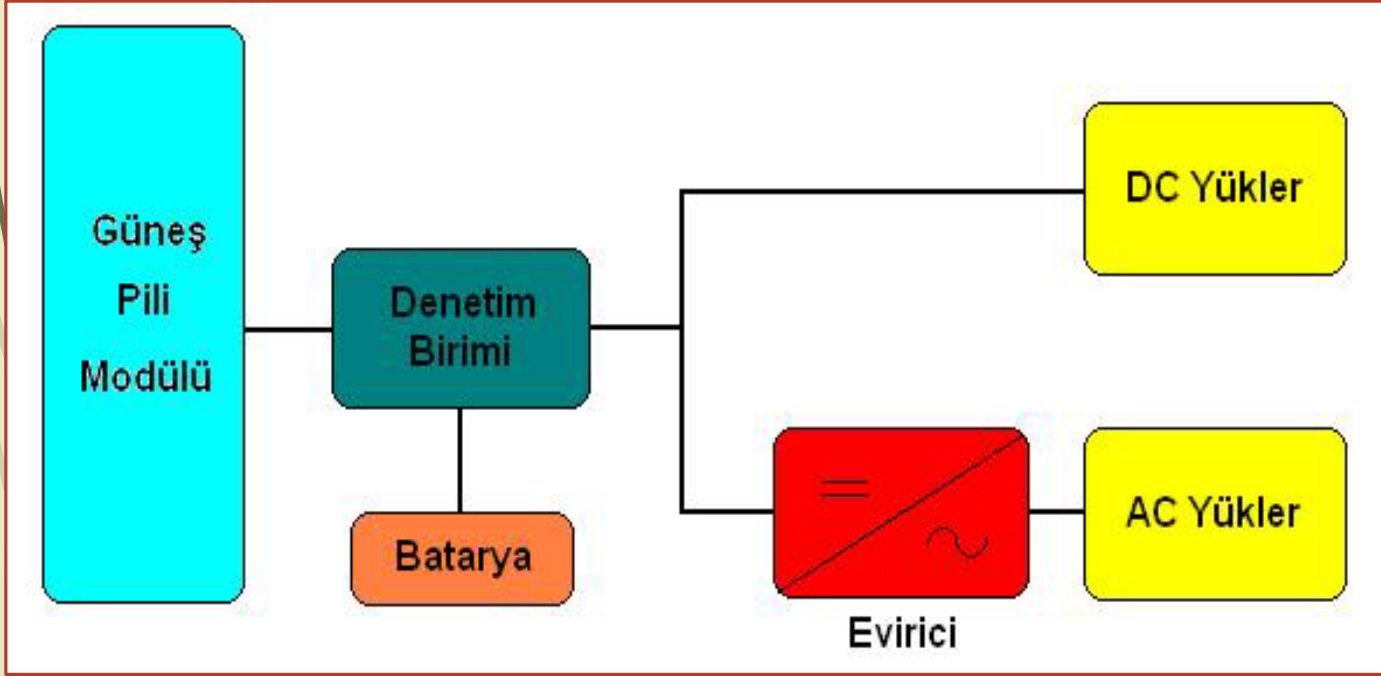 Güneş
Pili
Modülü
Denetim
Birimi
Batarya
DC Yükler
AC Yükler
Evirici